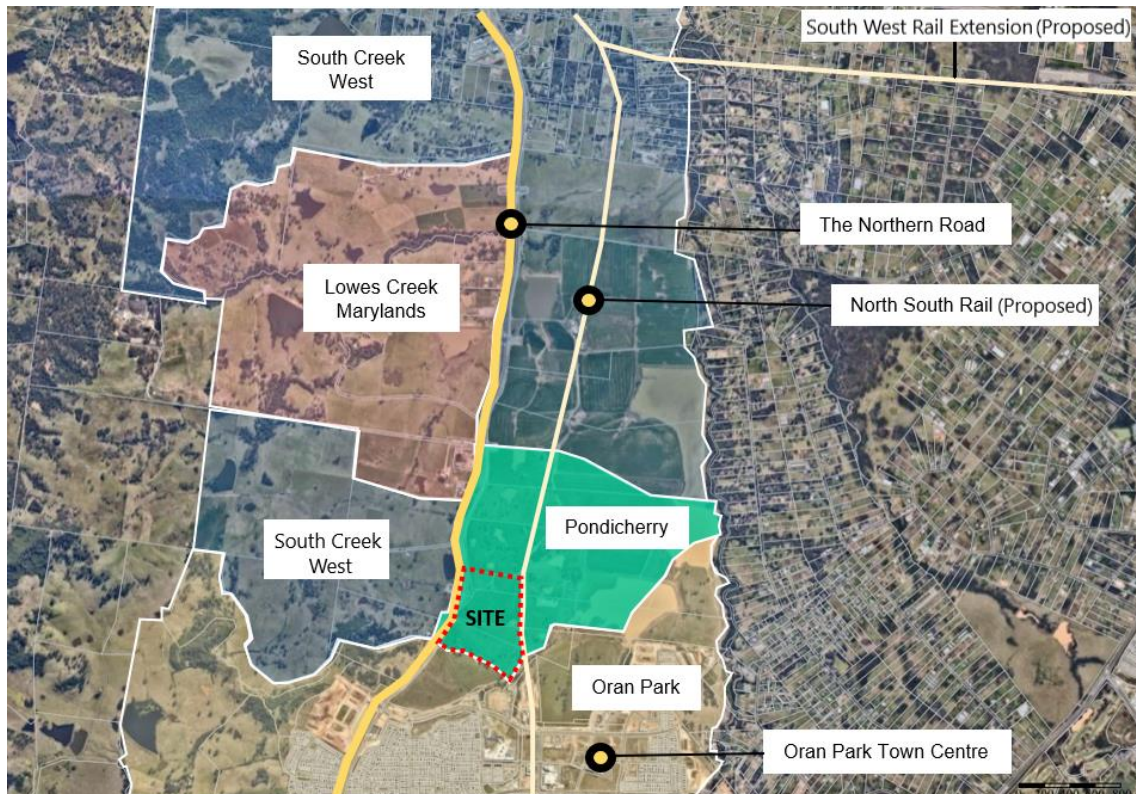 South West Rail Extension (Proposed)
South Creek
West
The Northern Road
Lowes Creek
Marylands
North South Rail (Proposed)
Pondicherry
South Creek
West
SITE
Oran Park
Oran Park Town Centre